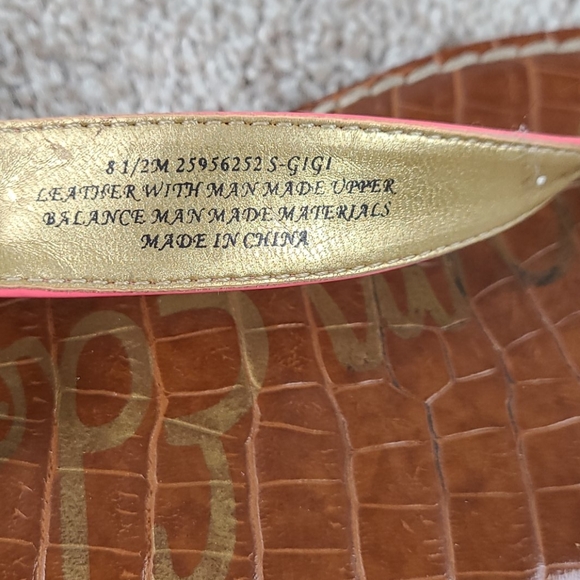 8 1/2M 25956252 S-GIGI
LEATHER WITH MAN MADE UPPER
BALANCE MAN MADE MATERIALS
MADE IN CHINA